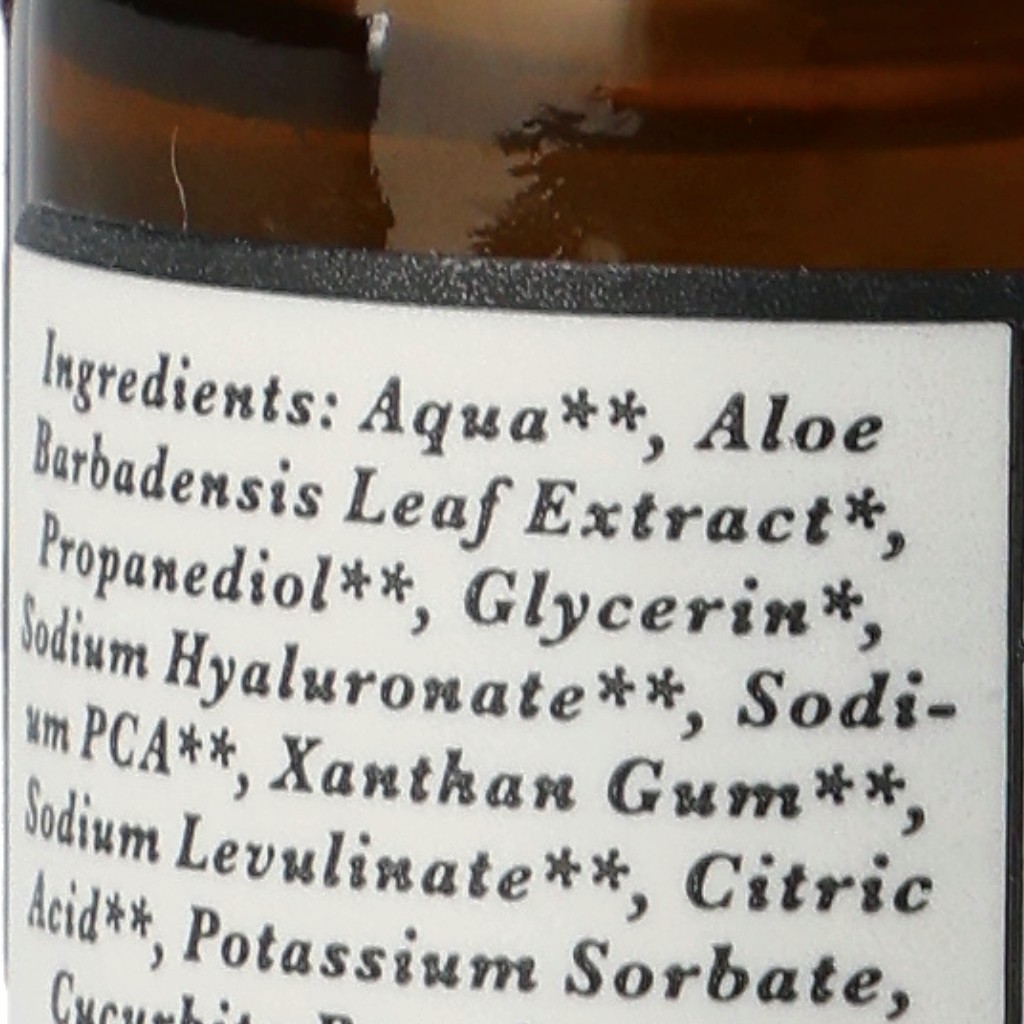 Ingredients: Aqua**, Aloe
Barbadensis Leaf Extract*,
Propanediol**, Glycerin*,
Sodium Hyaluronate**, Sodi-
um PCA**, Xanthan Gum**,
Sodium Levulinate**, Citric
Acid**, Potassium Sorbate,